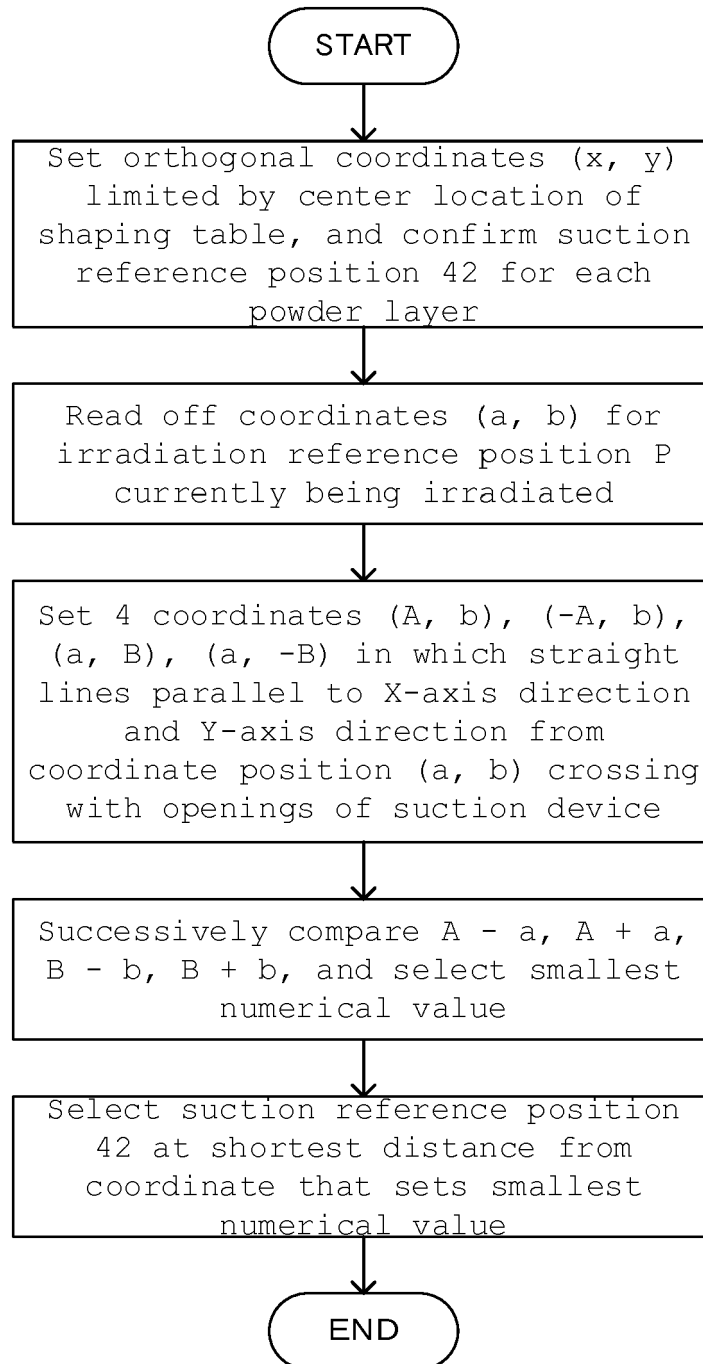 START
Set orthogonal coordinates (x, y)
limited by center location of
shaping table, and confirm suction
reference position 42 for each
powder layer
Read off coordinates (a, b) for
irradiation reference position P
currently being irradiated
Set 4 coordinates (A, b), (-A, b),
(a, B), (a, -B) in which straight
lines parallel to X-axis direction
and Y-axis direction from
coordinate position (a, b) crossing
with openings of suction device
Successively compare A - a, A + a,
B - b, B + b, and select smallest
numerical value
Select suction reference position
42 at shortest distance from
coordinate that sets smallest
numerical value
END